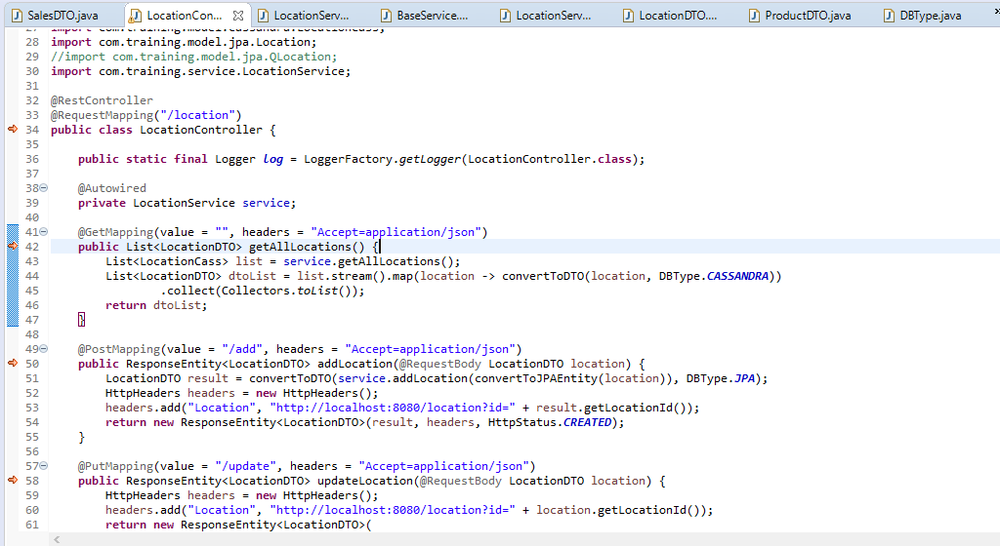 SalesDTO.java LocationCon... LocationServ... BaseService.... LocationServ... LocationDTO.... ProductDTO.java DBType.java
27 import com.training.model.cassandra.LocationCass;
28 import com.training.model.jpa.Location;
29 //import com.training.model.jpa.QLocation;
30 import com.training.service.LocationService;
31
32 @RestController
33 @RequestMapping("/location")
34 public class LocationController {
35
36 public static final Logger log = LoggerFactory.getLogger(LocationController.class);
37
38 @Autowired
39 private LocationService service;
40
41 @GetMapping(value = "", headers = "Accept=application/json")
42 public List<LocationDTO> getAllLocations() {
43 List<LocationCass> list = service.getAllLocations();
44 List<LocationDTO> dtoList = list.stream().map(location -> convertToDTO(location, DBType.CASSANDRA))
45 .collect(Collectors.toList());
46 return dtoList;
47 }
48
49 @PostMapping(value = "/add", headers = "Accept=application/json")
50 public ResponseEntity<LocationDTO> addLocation(@RequestBody LocationDTO location) {
51 LocationDTO result = convertToDTO(service.addLocation(convertToJPAEntity(location)), DBType.JPA);
52 HttpHeaders headers = new HttpHeaders();
53 headers.add("Location", "http://localhost:8080/location?id=" + result.getLocationId());
54 return new ResponseEntity<LocationDTO>(result, headers, HttpStatus.CREATED);
55 }
56
57 @PutMapping(value = "/update", headers = "Accept=application/json")
58 public ResponseEntity<LocationDTO> updateLocation(@RequestBody LocationDTO location) {
59 HttpHeaders headers = new HttpHeaders();
60 headers.add("Location", "http://localhost:8080/location?id=" + location.getLocationId());
61 return new ResponseEntity<LocationDTO>(